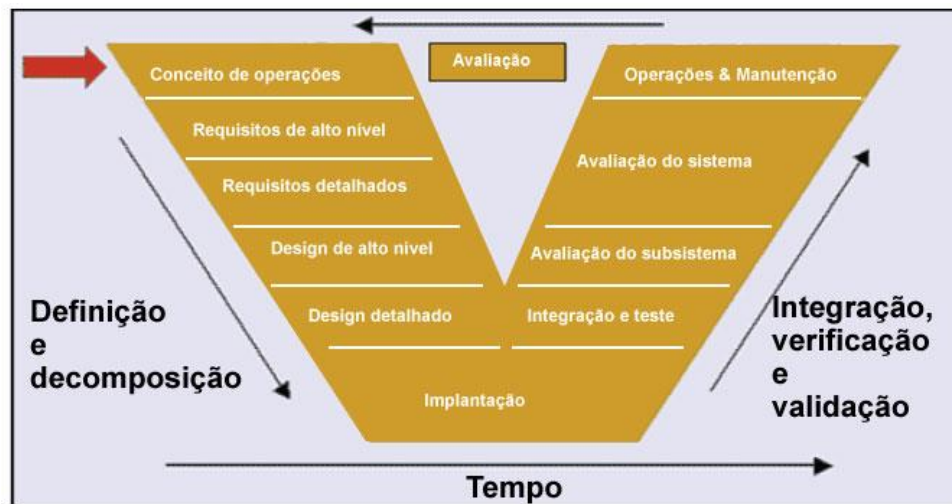 Avaliação
Conceito de operações
Operações & Manutenção
Requisitos de alto nível
Avaliação do sistema
Requisitos detalhados
Design de alto nível
Avaliação do subsistema
Design detalhado
Integração e teste
Implantação
Definição
e
decomposição
Integração,
verificação
e
validação
Tempo